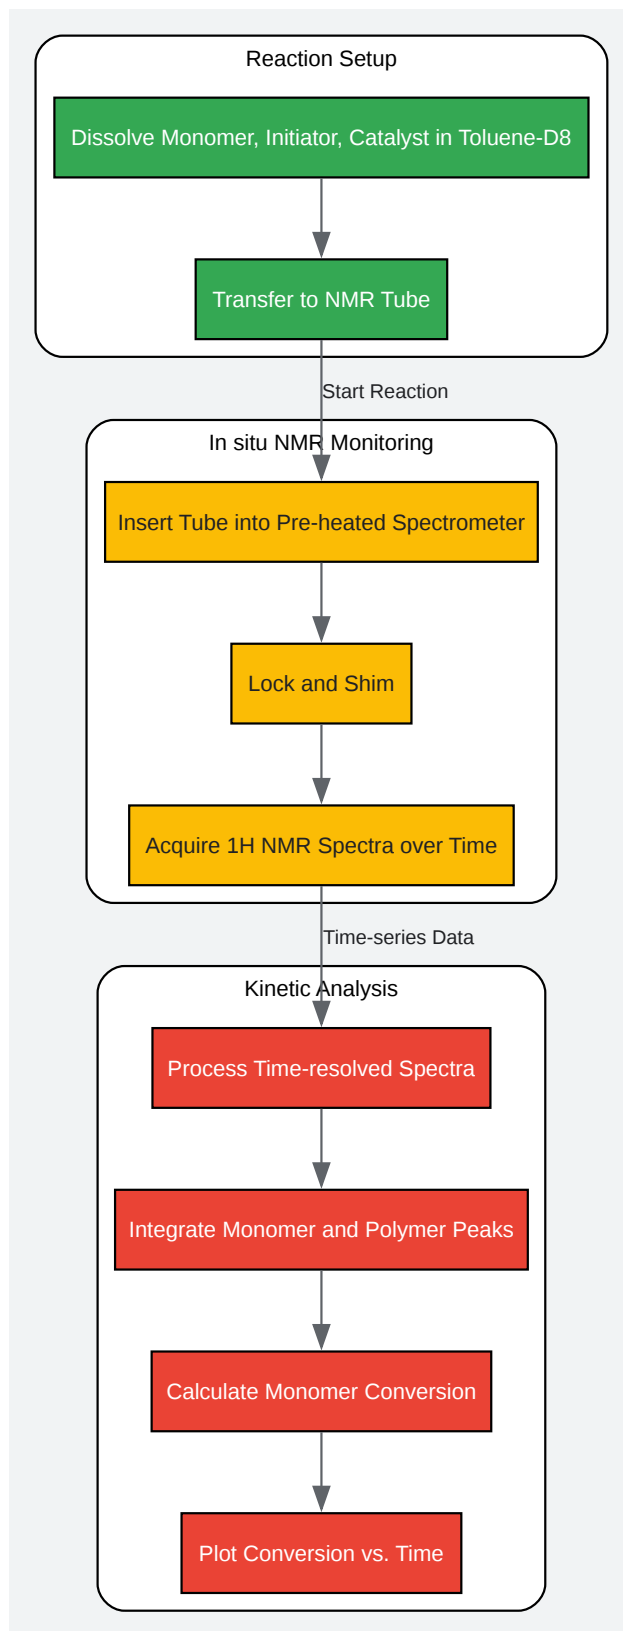 Reaction Setup
Dissolve Monomer, Initiator, Catalyst in Toluene-D8
Transfer to NMR Tube
Start Reaction
In situ NMR Monitoring
Insert Tube into Pre-heated Spectrometer
Lock and Shim
Acquire 1H NMR Spectra over Time
Time-series Data
Kinetic Analysis
Process Time-resolved Spectra
Integrate Monomer and Polymer Peaks
Calculate Monomer Conversion
Plot Conversion vs. Time